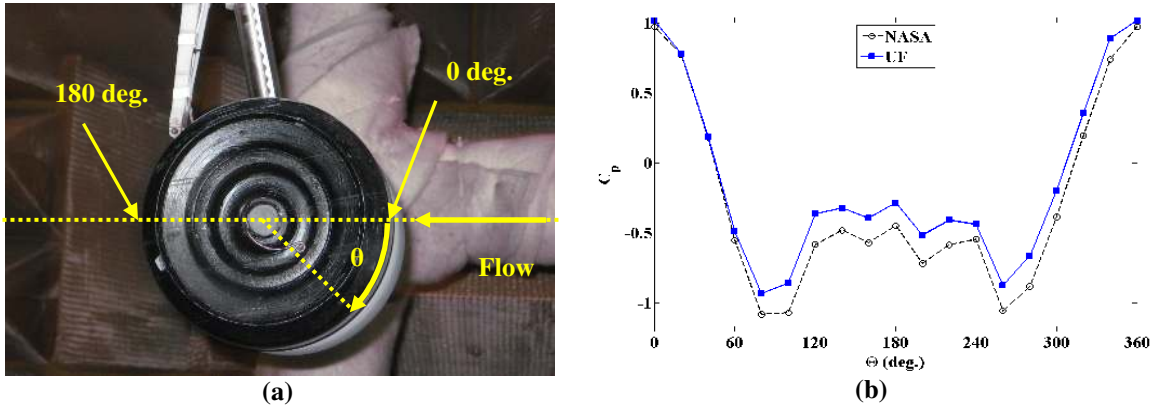 180 deg.
0 deg.
θ
Flow
(a)
NASA
UF
1
0.5
0
-0.5
-1
C_p
0
60
120
180
240
300
360
Θ (deg.)
(b)